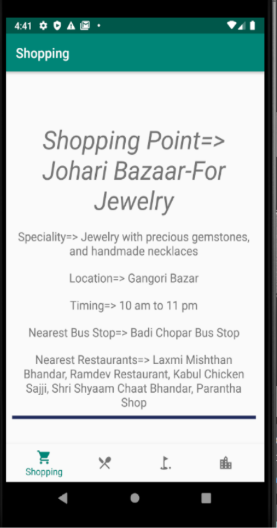 4:41
Shopping
Shopping Point=>
Johari Bazaar-For
Jewelry
Speciality=> Jewelry with precious gemstones,
and handmade necklaces
Location=> Gangori Bazar
Timing=> 10 am to 11 pm
Nearest Bus Stop=> Badi Chopar Bus Stop
Nearest Restaurants=> Laxmi Mishthan
Bhandar, Ramdev Restaurant, Kabul Chicken
Sajji, Shri Shyaam Chaat Bhandar, Parantha
Shop
Shopping